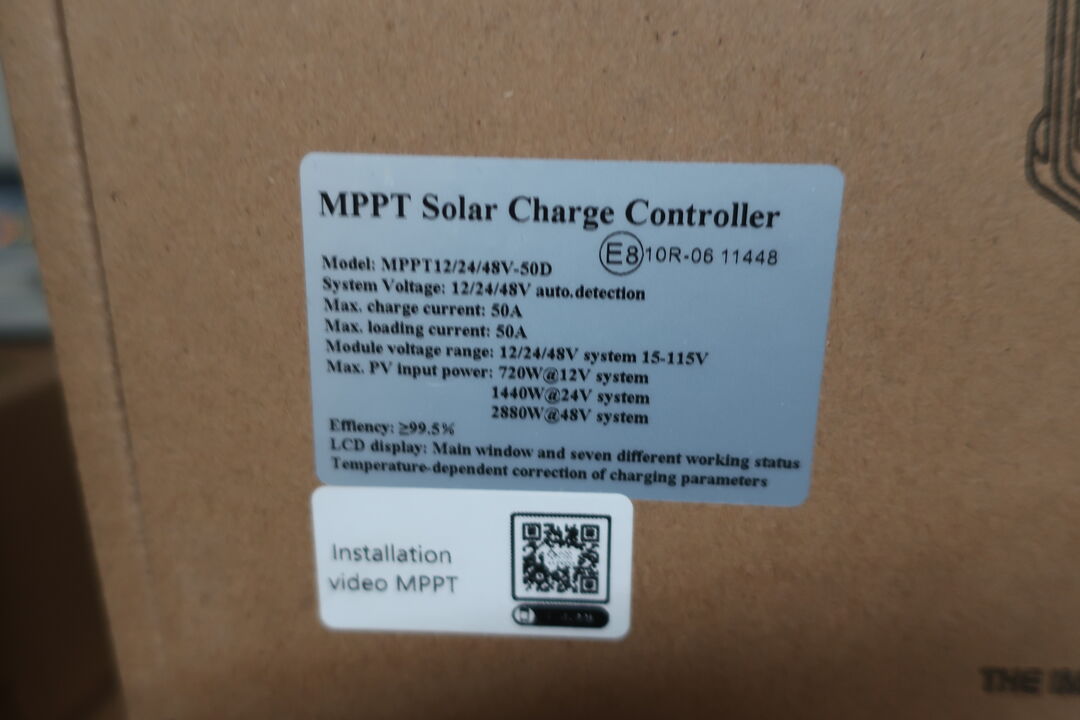 MPPT Solar Charge Controller
E8 10R-06 11448
Model: MPPT12/24/48V-50D
System Voltage: 12/24/48V auto.detection
Max. charge current: 50A
Max. loading current: 50A
Module voltage range: 12/24/48V system 15-115V
Max. PV input power: 720W@12V system
1440W@24V system
2880W@48V system
Effiency: ≥99.5%
LCD display: Main window and seven different working status
Temperature-dependent correction of charging parameters
Installation
video MPPT
THE